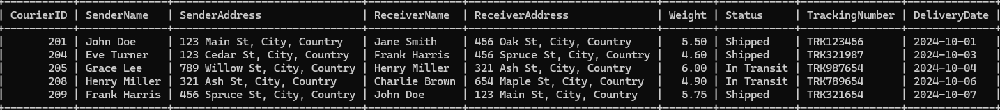 | CourierID | SenderName | SenderAddress | ReceiverName | ReceiverAddress | Weight | Status | TrackingNumber | DeliveryDate |
| 201 | John Doe | 123 Main St, City, Country | Jane Smith | 456 Oak St, City, Country | 5.50 | Shipped | TRK123456 | 2024-10-01 |
| 204 | Eve Turner | 123 Cedar St, City, Country | Frank Harris | 456 Spruce St, City, Country | 4.60 | Shipped | TRK321987 | 2024-10-03 |
| 205 | Grace Lee | 789 Willow St, City, Country | Henry Miller | 321 Ash St, City, Country | 6.00 | In Transit | TRK987654 | 2024-10-04 |
| 208 | Henry Miller | 321 Ash St, City, Country | Charlie Brown | 654 Maple St, City, Country | 4.90 | In Transit | TRK789654 | 2024-10-06 |
| 209 | Frank Harris | 456 Spruce St, City, Country | John Doe | 123 Main St, City, Country | 5.75 | Shipped | TRK321654 | 2024-10-07 |